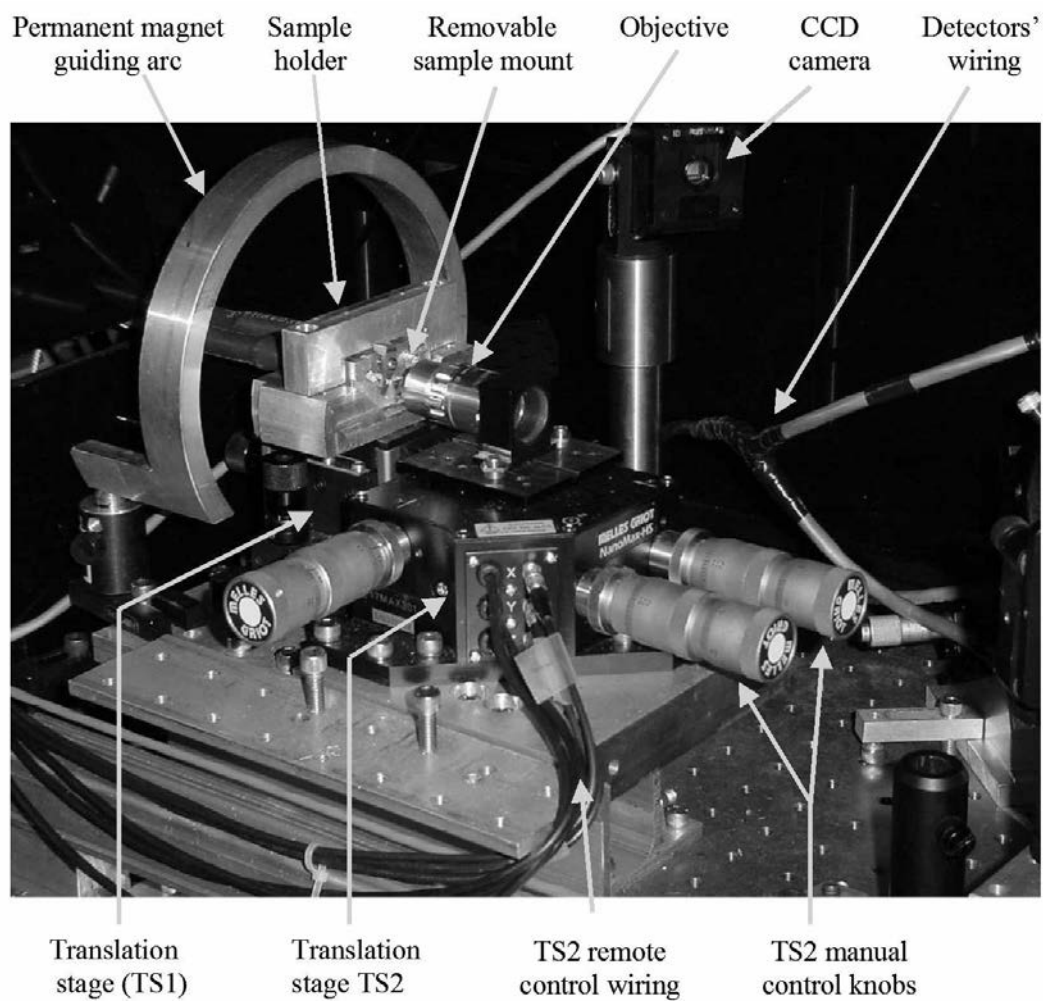 Permanent magnet
guiding arc
Sample
holder
Removable
sample mount
Objective
CCD
camera
Detectors'
wiring
MELLES GRIOT
NanoMax-HS
17MAX301
X
Y
MELLES
GRIOT
MELLES
GRIOT
MELLES
GRIOT
Translation
stage (TS1)
Translation
stage TS2
TS2 remote
control wiring
TS2 manual
control knobs